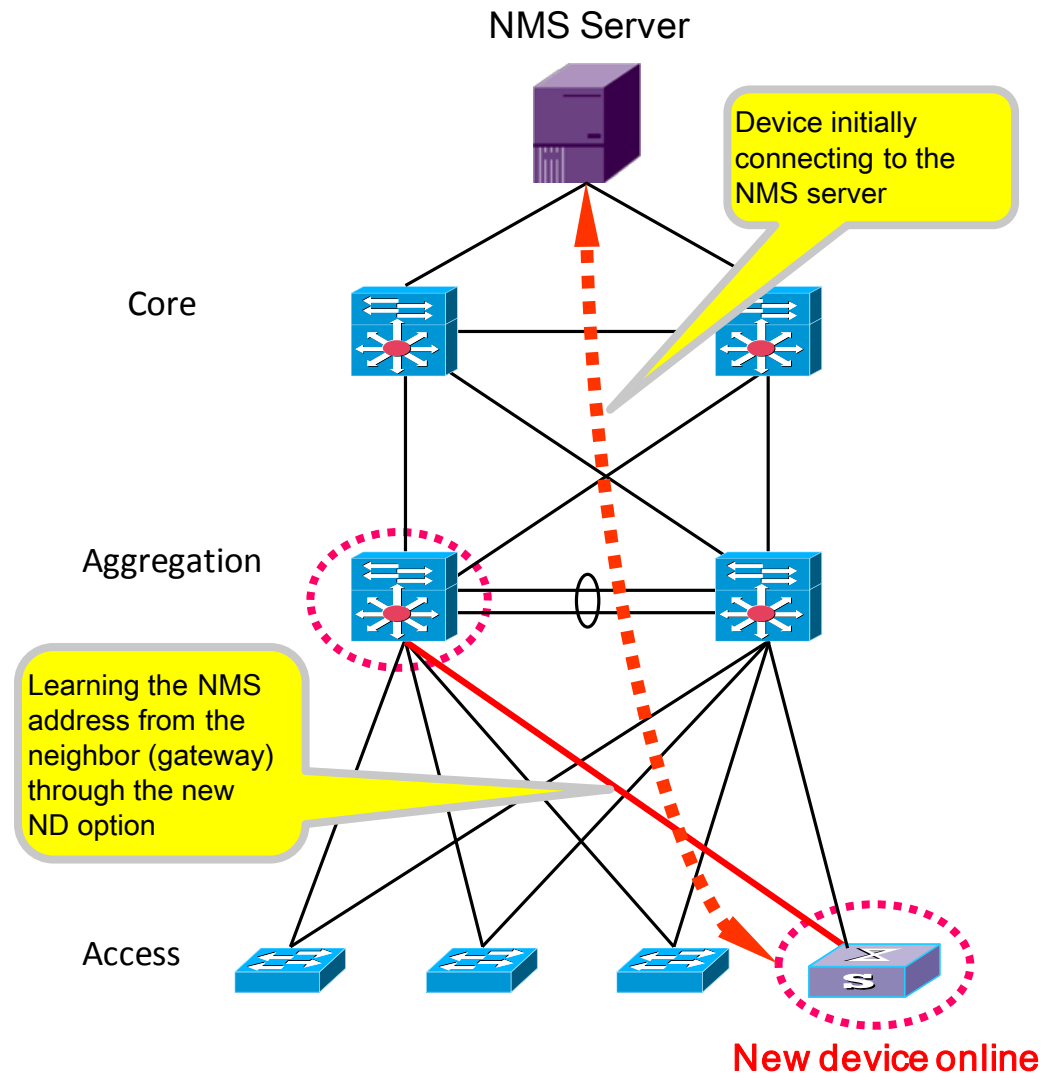 NMS Server
Device initially
connecting to the
NMS server
Core
Aggregation
Learning the NMS
address from the
neighbor (gateway)
through the new
ND option
Access
S
New device online